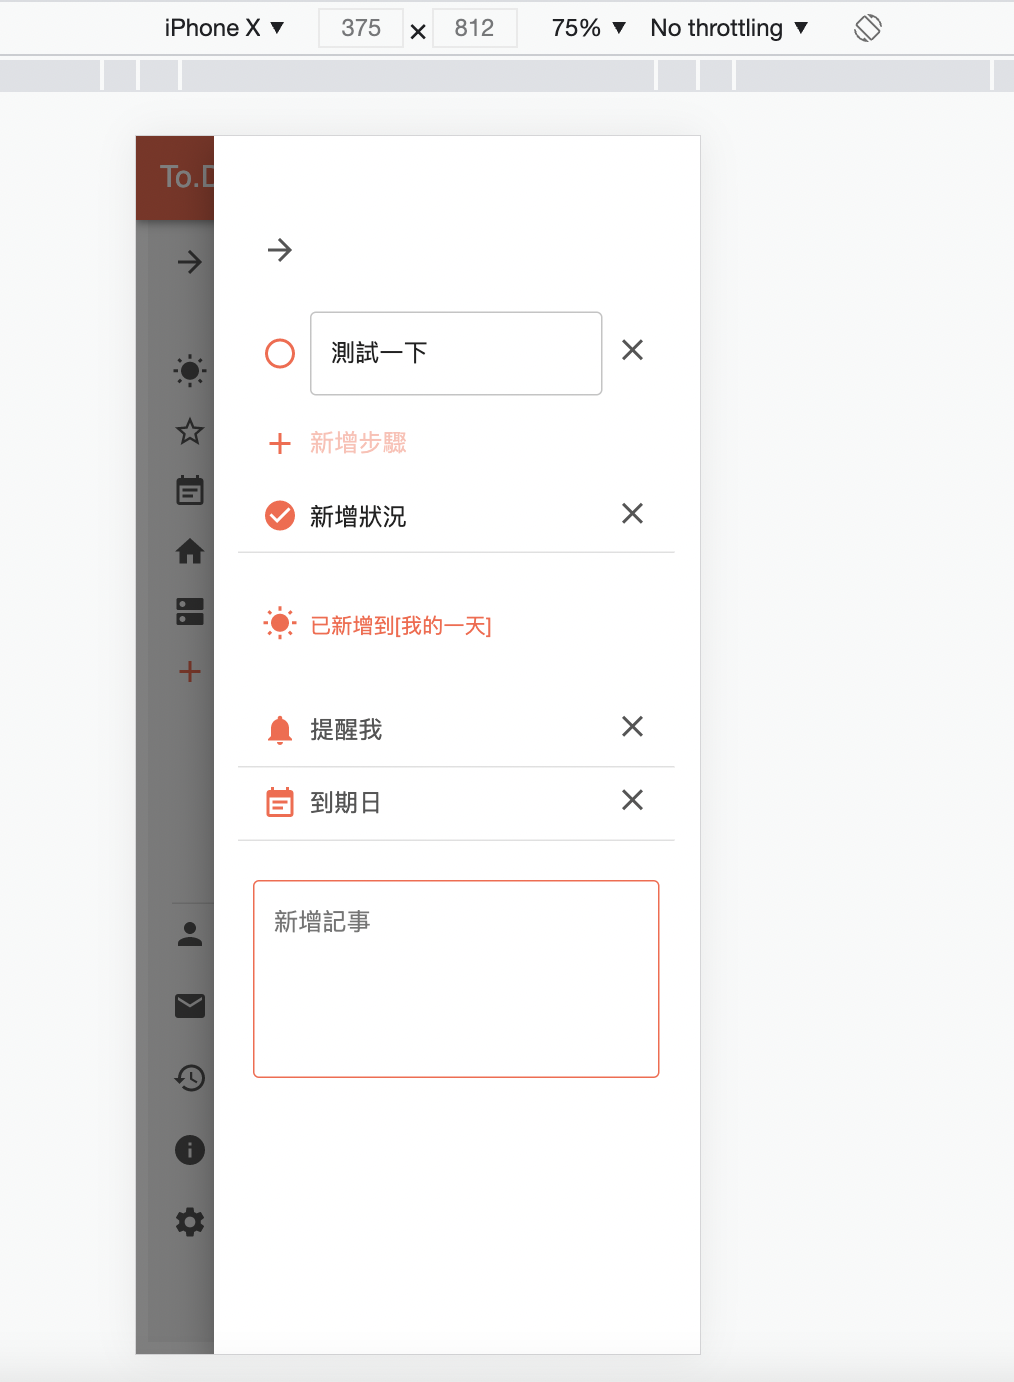 iPhone X ▼ 375 × 812 75% ▼ No throttling ▼
To.D
測試一下
新增步驟
新增狀況
已新增到[我的一天]
提醒我
到期日
新增記事